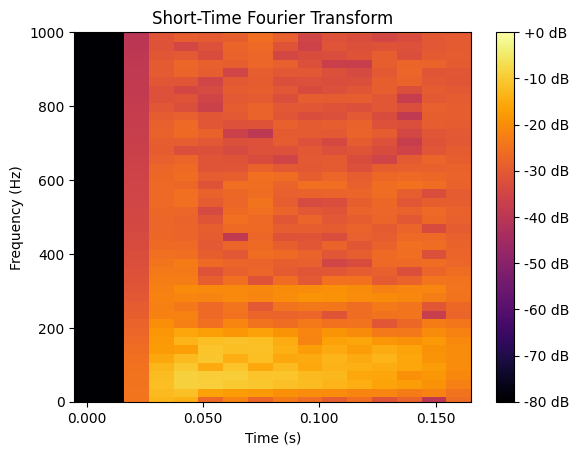 Short-Time Fourier Transform
1000
800
600
400
200
0
Frequency (Hz)
0.000
0.050
0.100
0.150
Time (s)
+0 dB
-10 dB
-20 dB
-30 dB
-40 dB
-50 dB
-60 dB
-70 dB
-80 dB